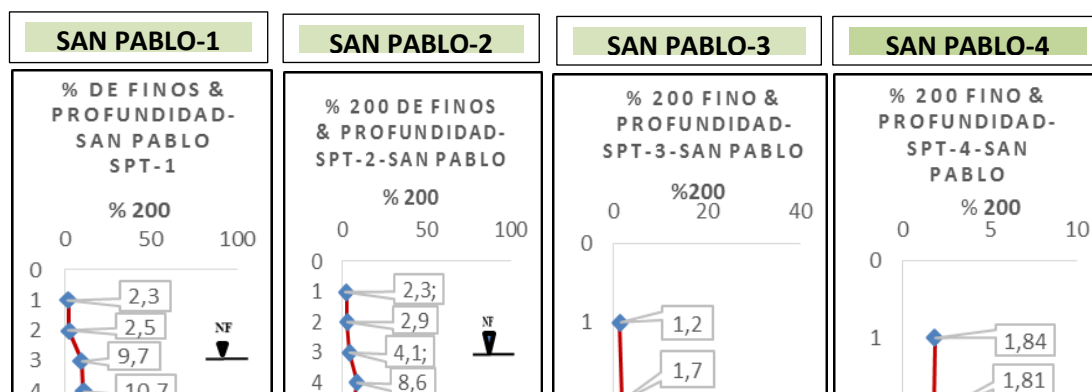 SAN PABLO-1
SAN PABLO-2
SAN PABLO-3
SAN PABLO-4
% DE FINOS &
PROFUNDIDAD-
SAN PABLO
SPT-1
% 200
0 50 100
0
1
2
3
4
2,3
2,5
9,7
10,7
NF
% 200 DE FINOS
& PROFUNDIDAD-
SPT-2-SAN PABLO
% 200
0 50 100
0
1
2
3
4
2,3;
2,9
4,1;
8,6
NF
% 200 FINO &
PROFUNDIDAD-
SPT-3-SAN PABLO
%200
0 20 40
0
1
1,2
1,7
% 200 FINO &
PROFUNDIDAD-
SPT-4-SAN
PABLO
% 200
0 5 10
0
1
1,84
1,81